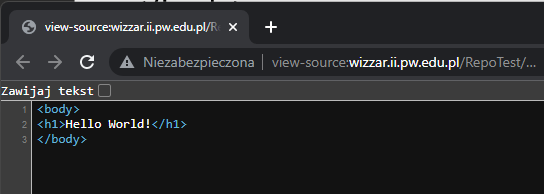 view-source:wizzar.ii.pw.edu.pl/R
Niezabezpieczona | view-source:wizzar.ii.pw.edu.pl/RepoTest/...
Zawijaj tekst
1 <body>
2 <h1>Hello World!</h1>
3 </body>